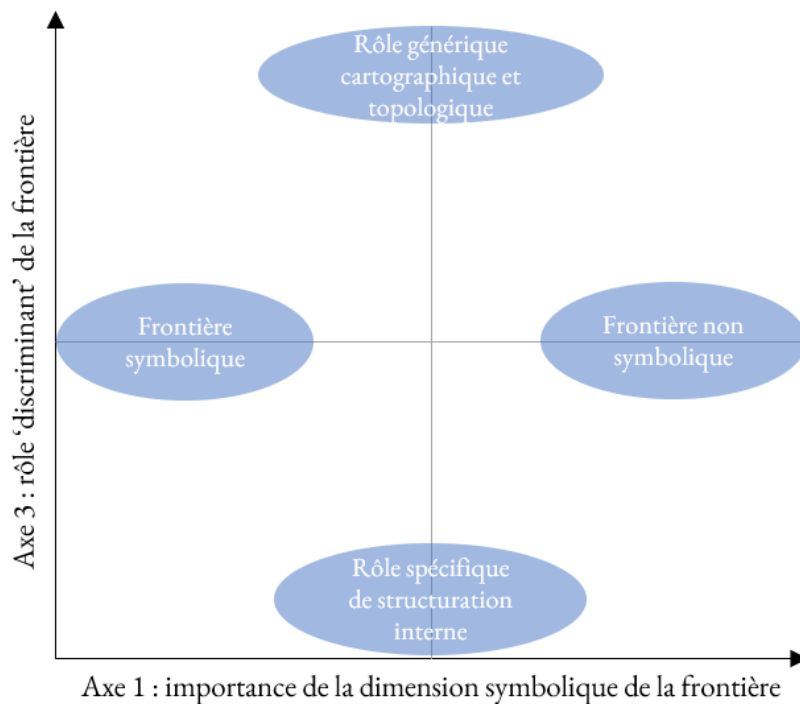 Rôle générique
cartographique et
topologique
Axe 3 : rôle ‘discriminant’ de la frontière
Frontière
symbolique
Frontière non
symbolique
Rôle spécifique
de structuration
interne
Axe 1 : importance de la dimension symbolique de la frontière